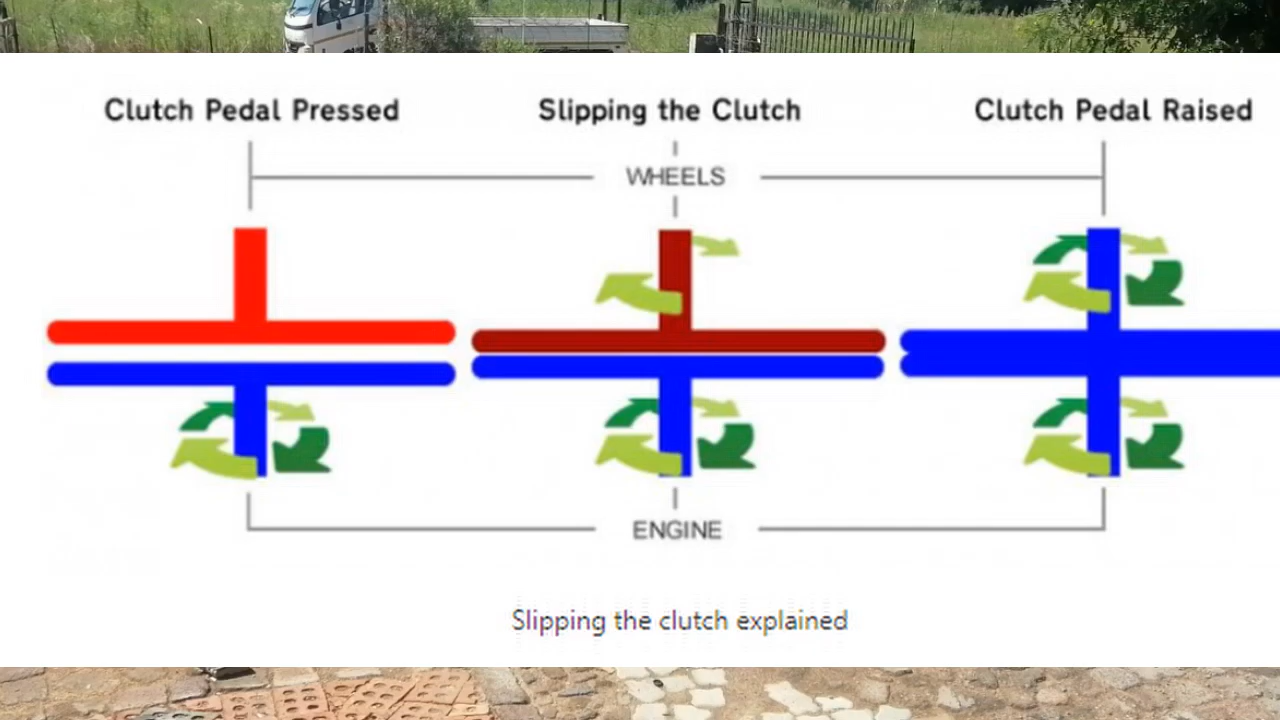 Clutch Pedal Pressed
Slipping the Clutch
Clutch Pedal Raised
WHEELS
ENGINE
Slipping the clutch explained